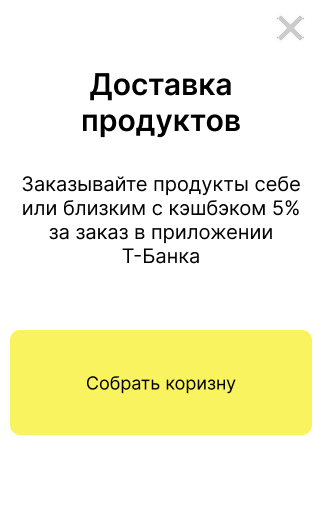 Доставка
продуктов
Заказывайте продукты себе
или близким с кэшбэком 5%
за заказ в приложении
Т-Банка
Собрать коризну